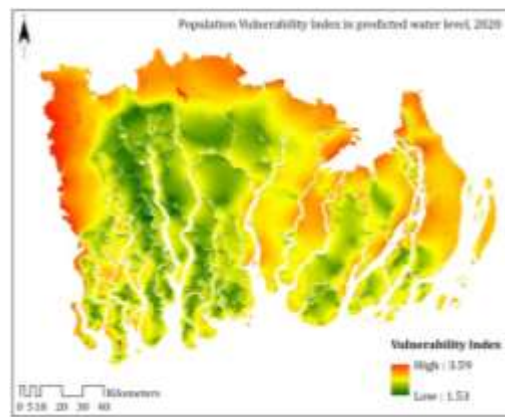 Population Vulnerability Index in predicted water level, 2020
Vulnerability Index
High : 3.59
Low : 1.53
Kilometers
0 5 10 20 30 40